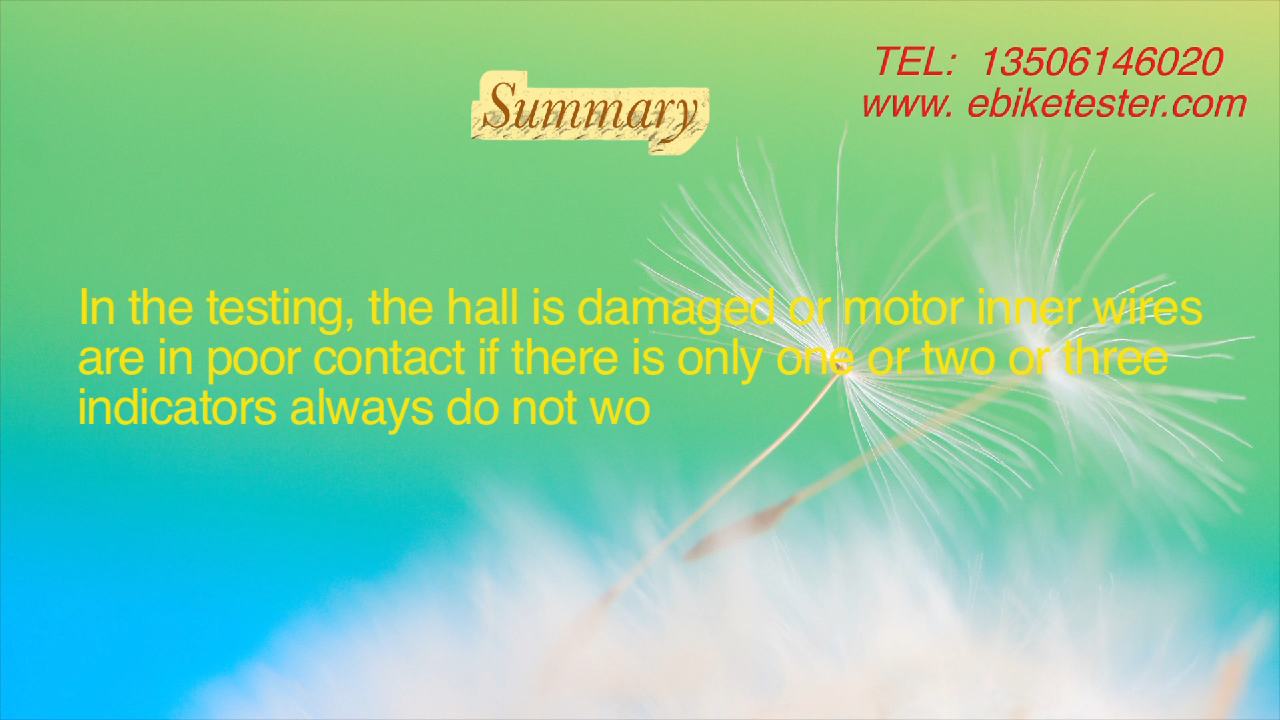 TEL: 13506146020
www. ebiketester.com
Summary
In the testing, the hall is damaged or motor inner wires
are in poor contact if there is only one or two or three
indicators always do not wo